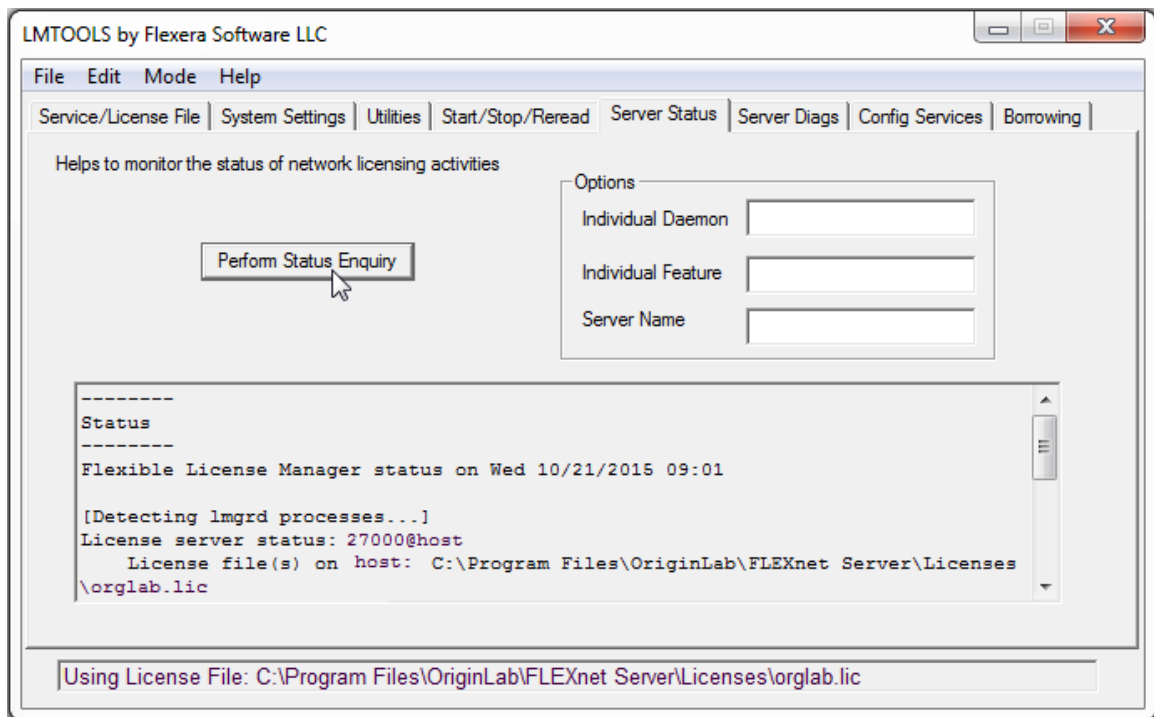 LMTOOLS by Flexera Software LLC
File Edit Mode Help
Service/License File System Settings Utilities Start/Stop/Reread Server Status Server Diags Config Services Borrowing
Helps to monitor the status of network licensing activities
Options
Individual Daemon
Perform Status Enquiry
Individual Feature
Server Name
--------
Status
--------
Flexible License Manager status on Wed 10/21/2015 09:01
[Detecting lmgrd processes...]
License server status: 27000@host
License file(s) on host: C:\Program Files\OriginLab\FLEXnet Server\Licenses
\orglab.lic
Using License File: C:\Program Files\OriginLab\FLEXnet Server\Licenses\orglab.lic